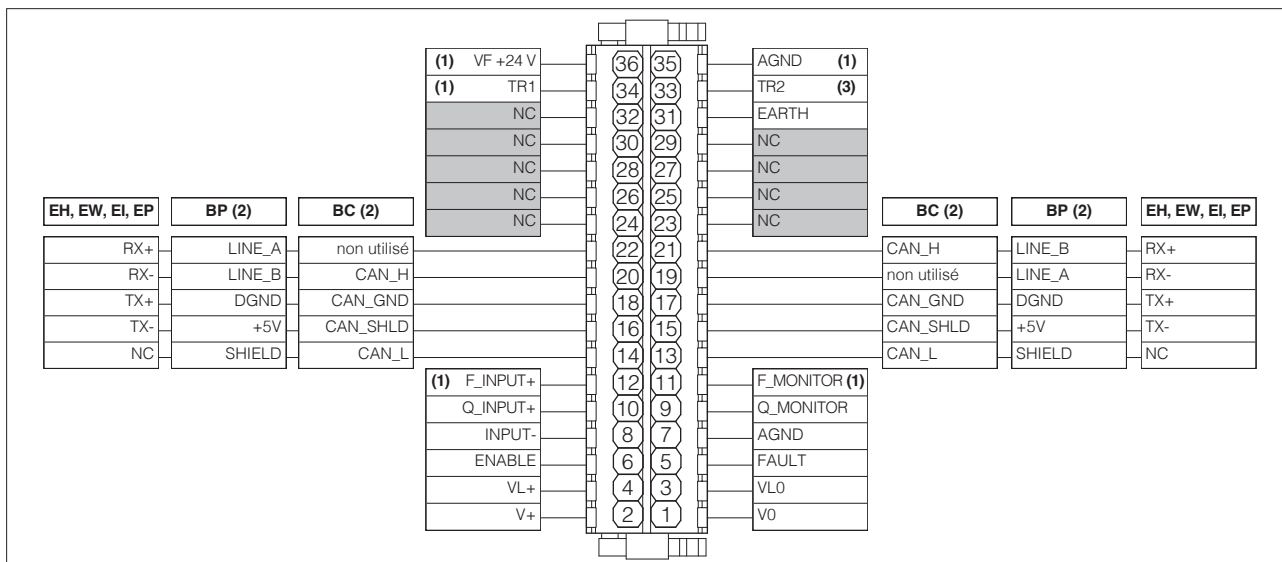 (1) VF +24 V 36 35 AGND (1)
(1) TR1 34 33 TR2 (3)
NC 32 31 EARTH
NC 30 29 NC
NC 28 27 NC
NC 26 25 NC
NC 24 23 NC
EH, EW, EI, EP BP (2) BC (2) BC (2) BP (2) EH, EW, EI, EP
RX+ LINE_A non utilisé 22 21 CAN_H LINE_B RX+
RX- LINE_B CAN_H 20 19 non utilisé LINE_A RX-
TX+ DGND CAN_GND 18 17 CAN_GND DGND TX+
TX- +5V CAN_SHLD 16 15 CAN_SHLD +5V TX-
NC SHIELD CAN_L 14 13 CAN_L SHIELD NC
(1) F_INPUT+ 12 11 F_MONITOR (1)
Q_INPUT+ 10 9 Q_MONITOR
INPUT- 8 7 AGND
ENABLE 6 5 FAULT
VL+ 4 3 VL0
V+ 2 1 V0